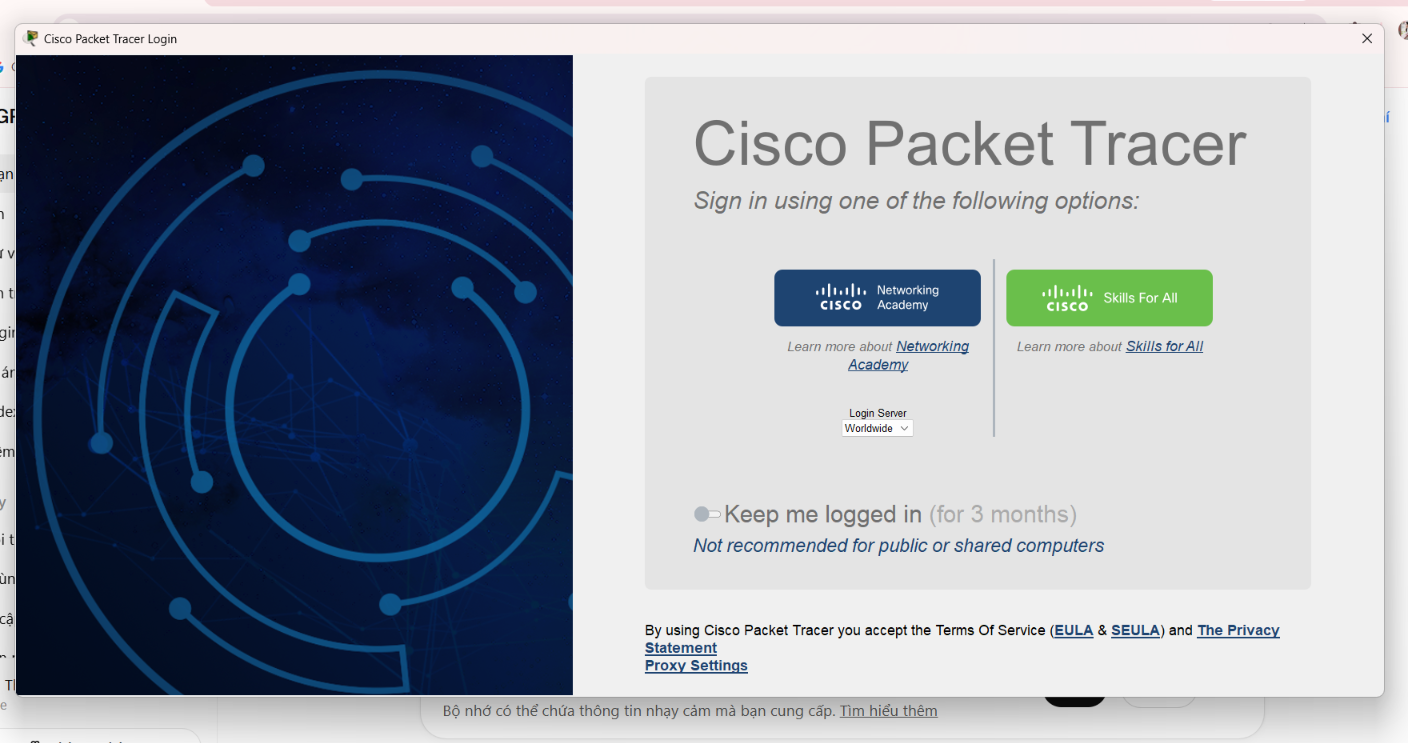 Cisco Packet Tracer Login
Cisco Packet Tracer
Sign in using one of the following options:
CISCO
Networking
Academy
CISCO
Skills For All
Learn more about Networking
Academy
Learn more about Skills for All
Login Server
Worldwide
Keep me logged in (for 3 months)
Not recommended for public or shared computers
By using Cisco Packet Tracer you accept the Terms Of Service (EULA & SEULA) and The Privacy
Statement
Proxy Settings
Bộ nhớ có thể chứa thông tin nhạy cảm mà bạn cung cấp. Tìm hiểu thêm